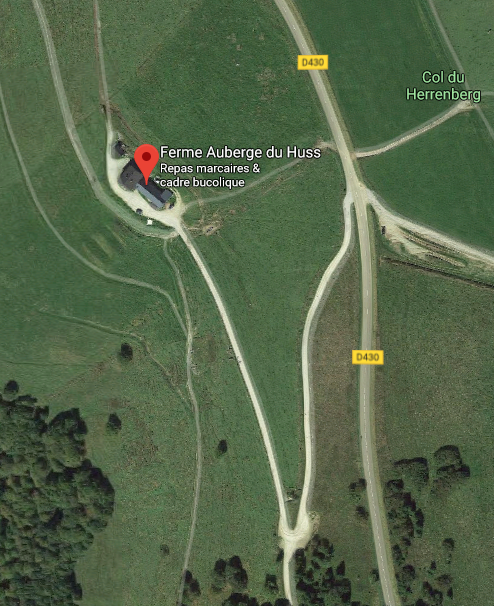 D430
Col du
Herrenberg
Ferme Auberge du Huss
Repas marcaires &
cadre bucolique
D430